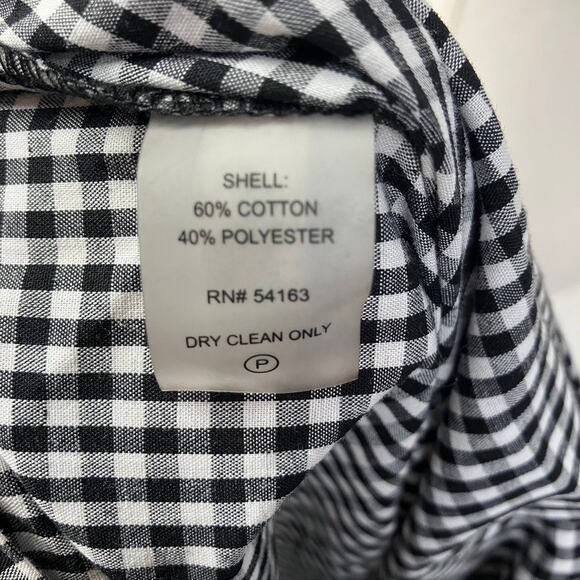 SHELL:
60% COTTON
40% POLYESTER
RN# 54163
DRY CLEAN ONLY
P